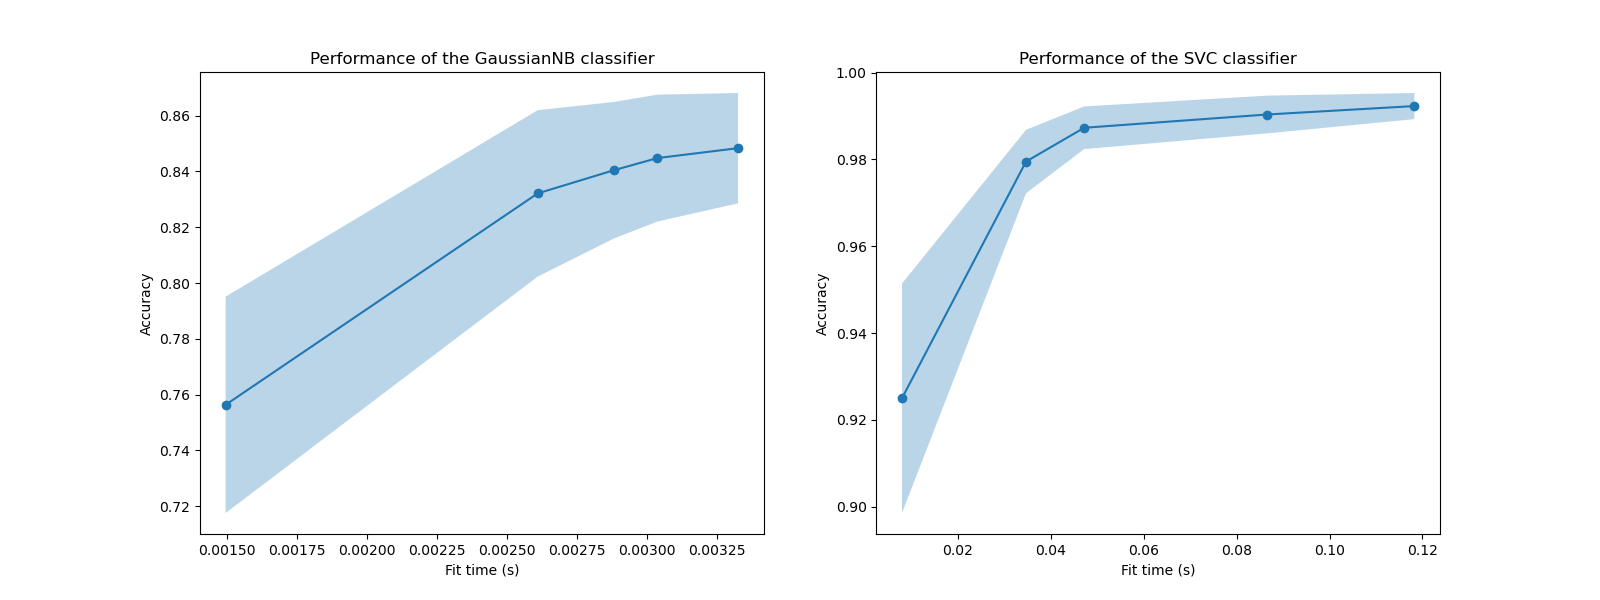 Performance of the GaussianNB classifier
0.86
0.84
0.82
0.80
0.78
0.76
0.74
0.72
Accuracy
0.00150 0.00175 0.00200 0.00225 0.00250 0.00275 0.00300 0.00325
Fit time (s)
Performance of the SVC classifier
1.00
0.98
0.96
0.94
0.92
0.90
Accuracy
0.02 0.04 0.06 0.08 0.10 0.12
Fit time (s)